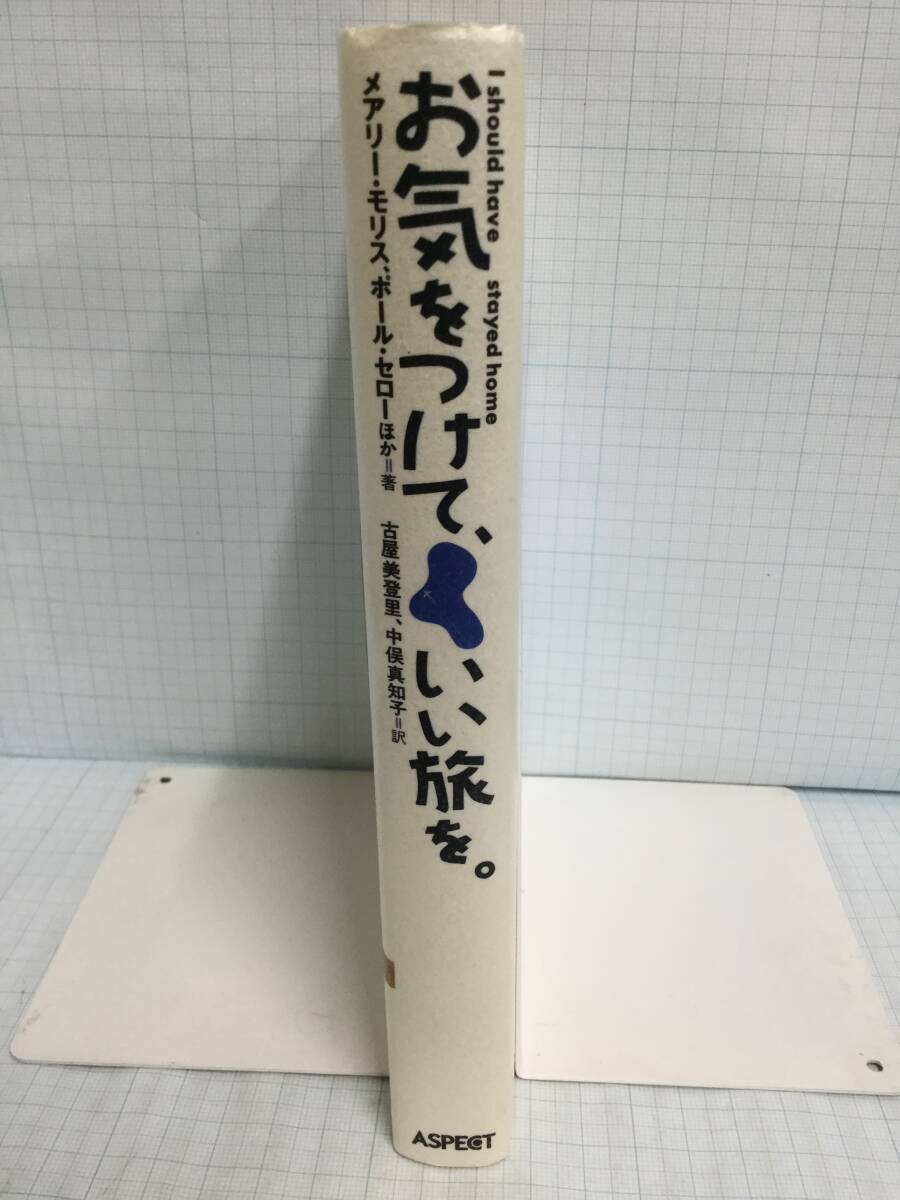 I should have stayed home
お気をつけて、いい旅を。
メアリー・モリス、ポール・セローほか=著
古屋美登里、中俣真知子=訳
ASPECT